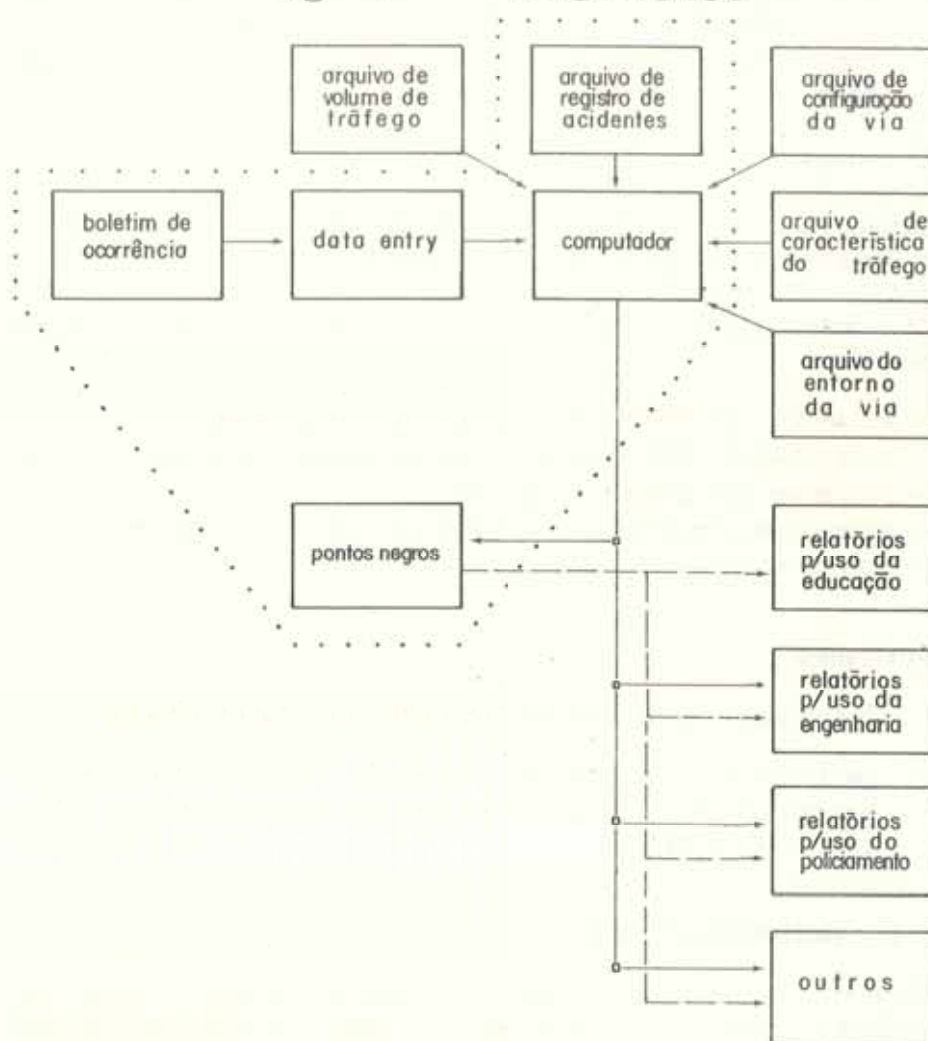 arquivo de
volume de
tráfego
arquivo de
registro de
acidentes
arquivo de
configuração
da via
boletim de
ocorrência
data entry
computador
arquivo de
característica
do tráfego
arquivo do
entorno
da via
pontos negros
relatórios
p/uso da
educação
relatórios
p/uso da
engenharia
relatórios
p/uso do
policiamento
outros